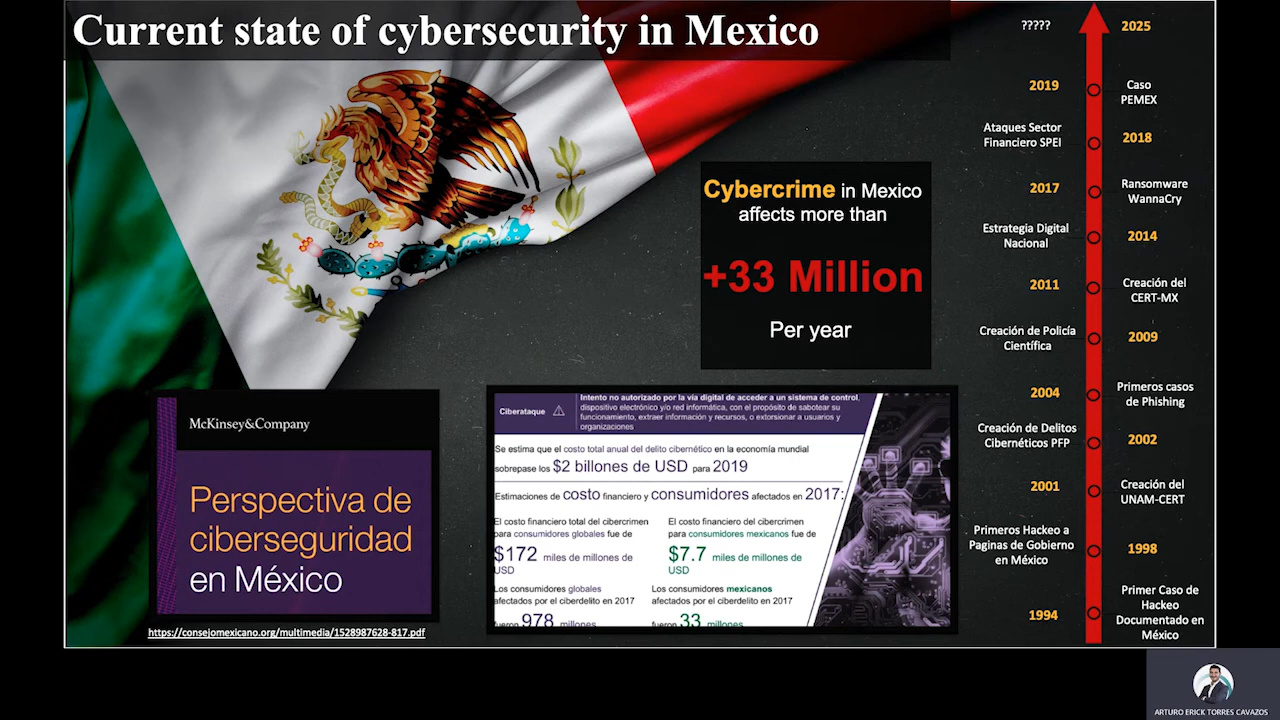 Current state of cybersecurity in Mexico
Cybercrime in Mexico
affects more than
+33 Million
Per year
McKinsey&Company
Perspectiva de
ciberseguridad
en México
https://consejomexicano.org/multimedia/1528987628-817.pdf
Ciberataque
Intento no autorizado por la vía digital de acceder a un sistema de control,
dispositivo electrónico y/o red informática, con el propósito de sabotear su
funcionamiento, extraer información y recursos, o extorsionar a usuarios y
organizaciones
Se estima que el costo total anual del delito cibernético en la economía mundial
sobrepase los $2 billones de USD para 2019
Estimaciones de costo financiero y consumidores afectados en 2017:
El costo financiero total del cibercrimen
para consumidores globales fue de
$172 miles de millones de
USD
El costo financiero del cibercrimen
para consumidores mexicanos fue de
$7.7 miles de millones de
USD
Los consumidores globales
afectados por el ciberdelito en 2017
fueron 978 millones
Los consumidores mexicanos
afectados por el ciberdelito en 2017
fueron 33 millones
?????
2025
2019
Caso
PEMEX
Ataques Sector
Financiero SPEI
2018
2017
Ransomware
WannaCry
Estrategia Digital
Nacional
2014
2011
Creación del
CERT-MX
Creación de Policía
Científica
2009
2004
Primeros casos
de Phishing
Creación de Delitos
Cibernéticos PFP
2002
2001
Creación del
UNAM-CERT
Primeros Hackeo a
Paginas de Gobierno
en México
1998
1994
Primer Caso de
Hackeo
Documentado en
México
ARTURO ERICK TORRES CAVAZOS